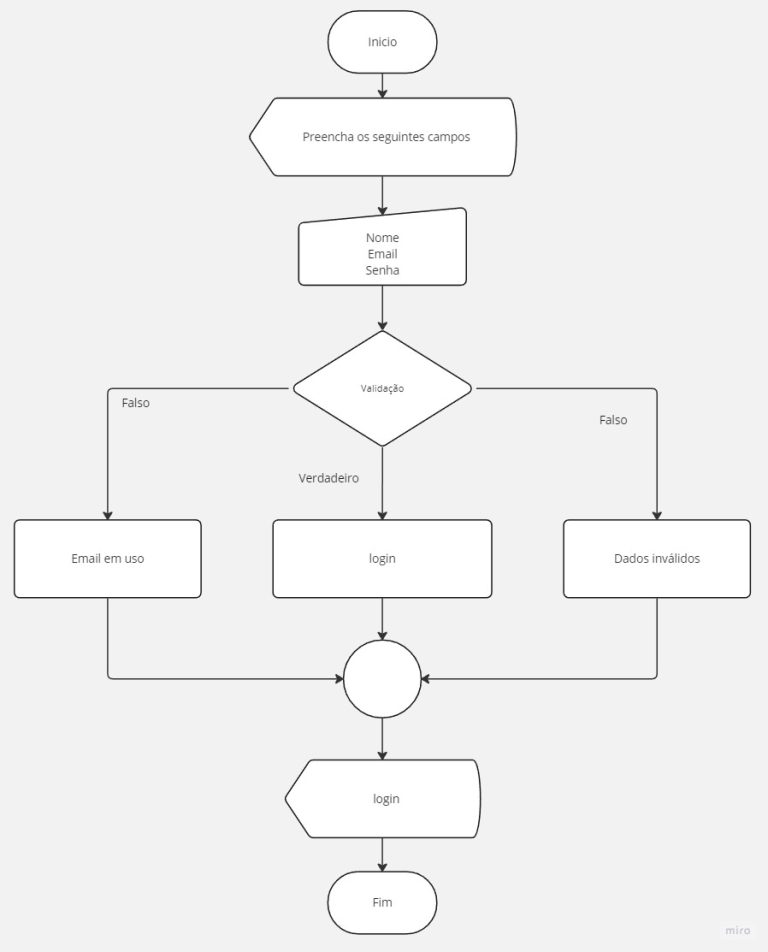 Inicio
Preencha os seguintes campos
Nome
Email
Senha
Validação
Falso
Falso
Verdadeiro
Email em uso
login
Dados inválidos
login
Fim
miro